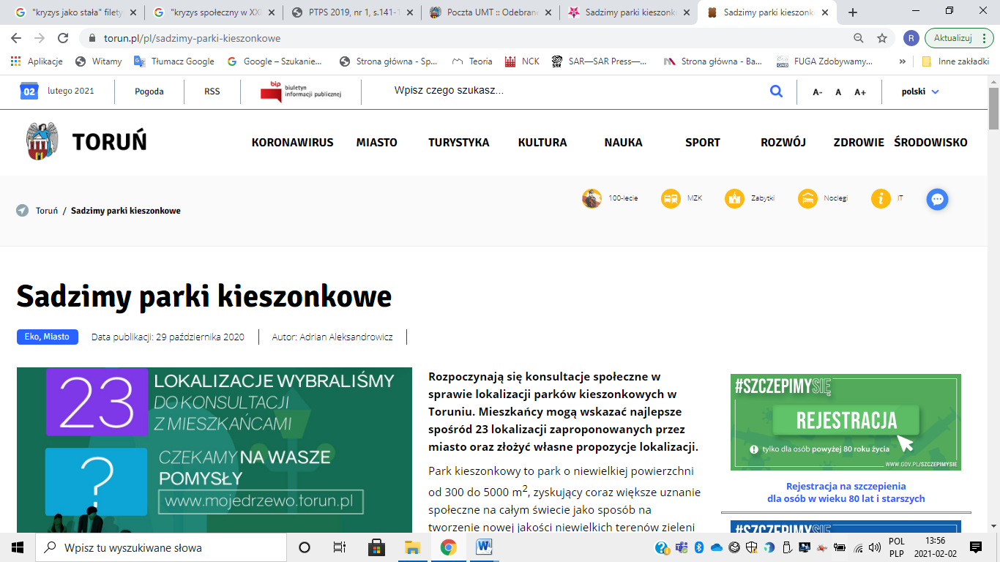 "kryzys jako stała" filety
"kryzys społeczny w XXI
PTPS 2019, nr 1, s.141-1
Poczta UMT :: Odebrane
Sadzimy parki kieszonk
Sadzimy parki kieszonk
torun.pl/pl/sadzimy-parki-kieszonkowe
R
Aktualizuj
Aplikacje
Witamy
Tłumacz Google
Google – Szukanie...
Strona główna - Sp...
Teoria
NCK
SAR—SAR Press—...
Strona główna - Ba...
FUGA Zdobywamy...
»
Inne zakładki
02 lutego 2021
Pogoda
RSS
bip biuletyn
informacji publicznej
Wpisz czego szukasz...
A- A A+
polski
TORUŃ
KORONAWIRUS MIASTO TURYSTYKA KULTURA NAUKA SPORT ROZWÓJ ZDROWIE ŚRODOWISKO
100-lecie MZK Zabytki Noclegi IT
Toruń / Sadzimy parki kieszonkowe
Sadzimy parki kieszonkowe
Eko, Miasto Data publikacji: 29 października 2020 Autor: Adrian Aleksandrowicz
23 LOKALIZACJE WYBRALIŚMY
DO KONSULTACJI
Z MIESZKAŃCAMI
? CZEKAMY NA WASZE
POMYSŁY
www.mojedrzewo.torun.pl
Rozpoczynają się konsultacje społeczne w
sprawie lokalizacji parków kieszonkowych w
Toruniu. Mieszkańcy mogą wskazać najlepsze
spośród 23 lokalizacji zaproponowanych przez
miasto oraz złożyć własne propozycje lokalizacji.
Park kieszonkowy to park o niewielkiej powierzchni
od 300 do 5000 m², zyskujący coraz większe uznanie
społeczne na całym świecie jako sposób na
tworzenie nowej jakości niewielkich terenów zieleni
#SZCZEPIMYSIĘ
REJESTRACJA
tylko dla osób powyżej 80 roku życia
WWW.GOV.PL/SZCZEPIMYSIE
Rejestracja na szczepienia
dla osób w wieku 80 lat i starszych
#SZCZEPIMYSIĘ
Wpisz tu wyszukiwane słowa
POL
PLP
13:56
2021-02-02